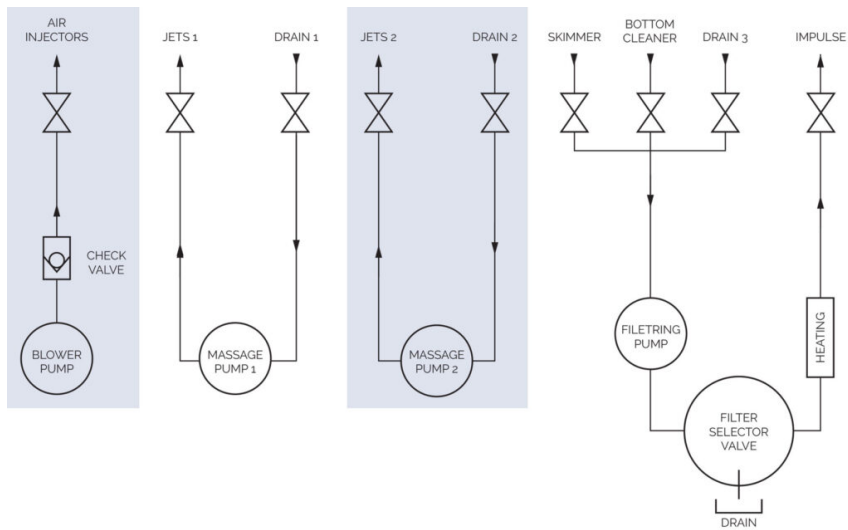 AIR
INJECTORS
JETS 1
DRAIN 1
JETS 2
DRAIN 2
SKIMMER
BOTTOM
CLEANER
DRAIN 3
IMPULSE
CHECK
VALVE
BLOWER
PUMP
MASSAGE
PUMP 1
MASSAGE
PUMP 2
FILETRING
PUMP
HEATING
FILTER
SELECTOR
VALVE
DRAIN